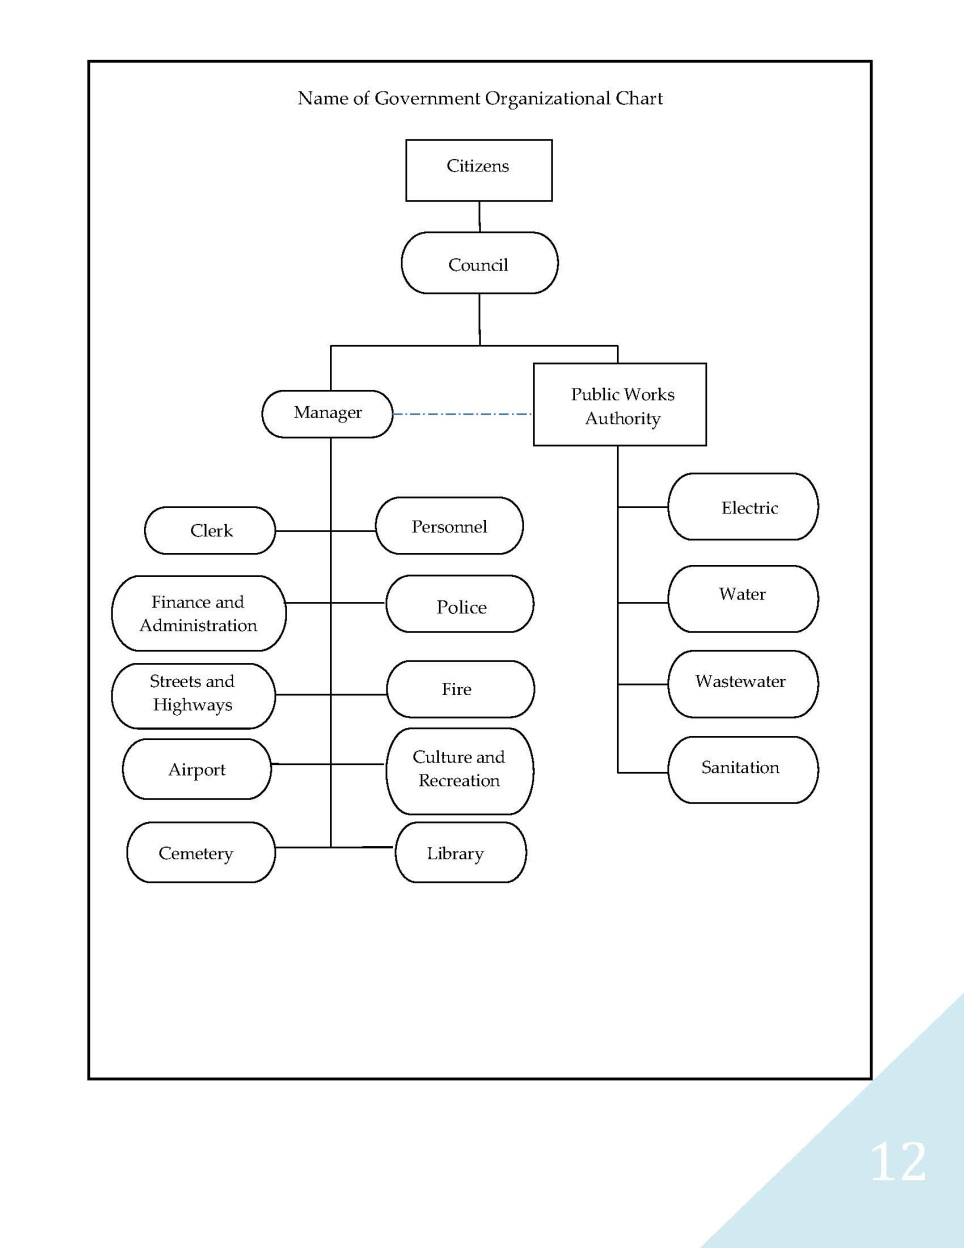 Name of Government Organizational Chart
Citizens
Council
Manager
Public Works
Authority
Clerk
Personnel
Electric
Finance and
Administration
Police
Water
Streets and
Highways
Fire
Wastewater
Airport
Culture and
Recreation
Sanitation
Cemetery
Library
12